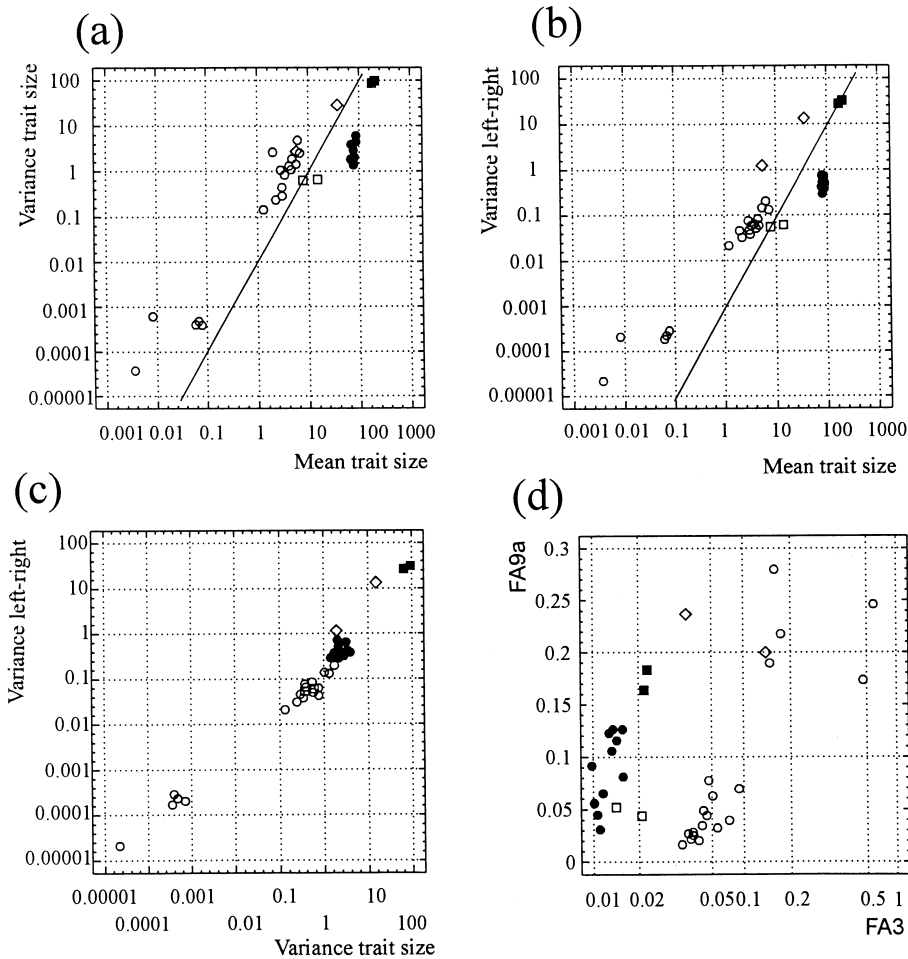 (a)
Variance trait size
100
10
1
0.1
0.01
0.001
0.0001
0.00001
0.001 0.01 0.1 1 10 100 1000
Mean trait size
(b)
Variance left-right
100
10
1
0.1
0.01
0.001
0.0001
0.00001
0.001 0.01 0.1 1 10 100 1000
Mean trait size
(c)
Variance left-right
100
10
1
0.1
0.01
0.001
0.0001
0.00001
0.00001 0.001 0.1 10
0.0001 0.01 1 100
Variance trait size
(d)
FA9a
0.3
0.25
0.2
0.15
0.1
0.05
0
0.01 0.02 0.05 0.1 0.2 0.5 1
FA3